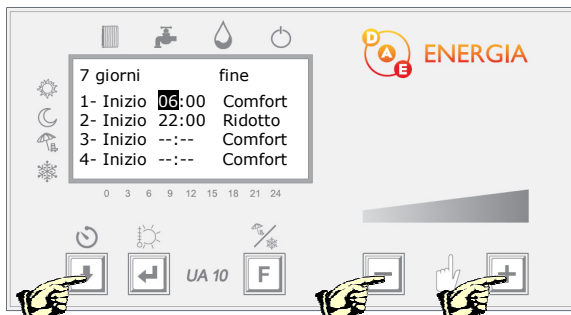 D A E ENERGIA
7 giorni fine
1- Inizio 06:00 Comfort
2- Inizio 22:00 Ridotto
3- Inizio --:-- Comfort
4- Inizio --:-- Comfort
0 3 6 9 12 15 18 21 24
UA 10 F
− +